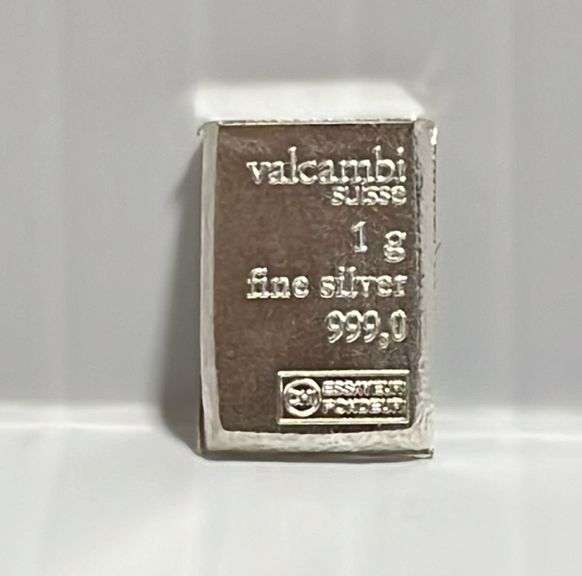 valcambi
suisse
1 g
fine silver
999,0
ESSAYEUR
FONDEUR